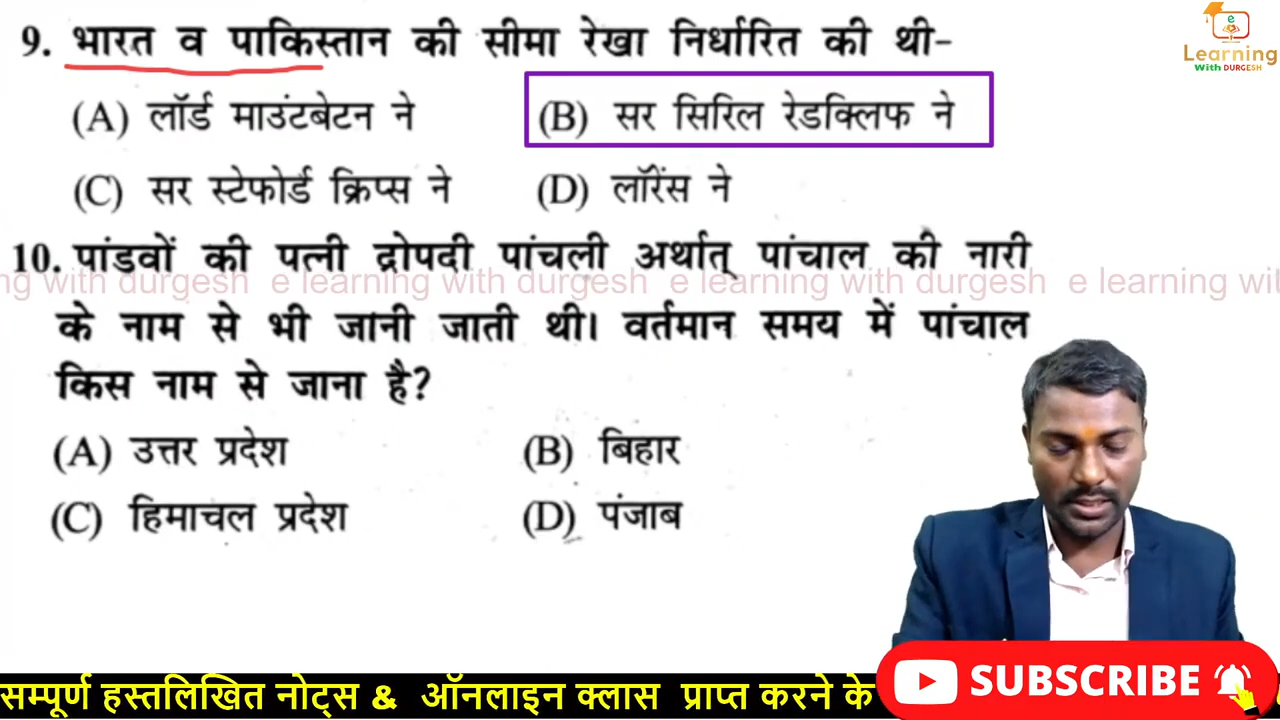 9. भारत व पाकिस्तान की सीमा रेखा निर्धारित की थी-
(A) लॉर्ड माउंटबेटन ने (B) सर सिरिल रेडक्लिफ ने
(C) सर स्टेफोर्ड क्रिप्स ने (D) लॉरेंस ने
10. पांडवों की पत्नी द्रोपदी पांचली अर्थात् पांचाल की नारी
ng with durgesh e learning with durgesh e learning with durgesh e learning wit
के नाम से भी जानी जाती थी। वर्तमान समय में पांचाल
किस नाम से जाना है?
(A) उत्तर प्रदेश (B) बिहार
(C) हिमाचल प्रदेश (D) पंजाब
e
Learning
With DURGESH
सम्पूर्ण हस्तलिखित नोट्स & ऑनलाइन क्लास प्राप्त करने के
SUBSCRIBE